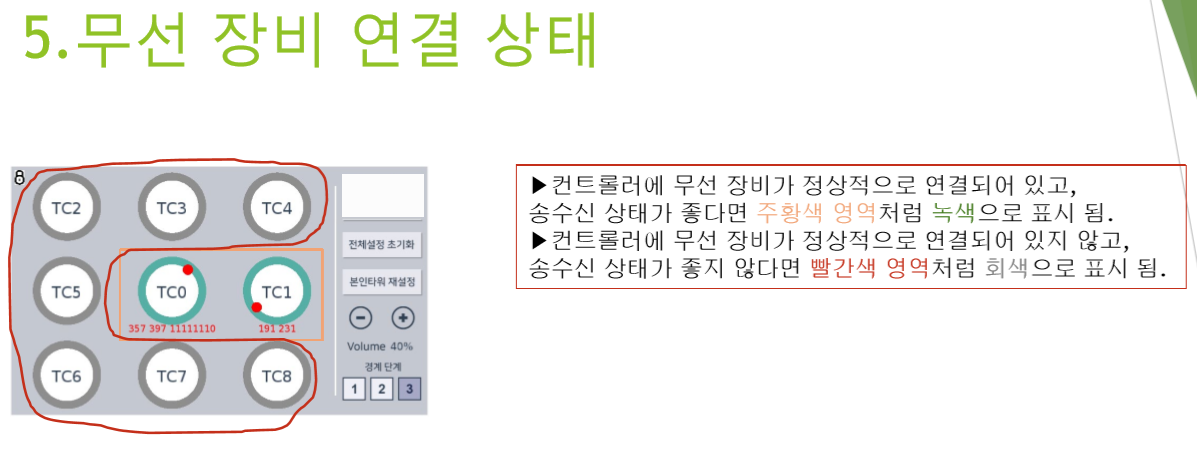 5.무선 장비 연결 상태
TC2 TC3 TC4
TC5 TC0 TC1
357 397 11111110 191 231
TC6 TC7 TC8
전체설정 초기화
본인타워 재설정
Volume 40%
경계 단계
1 2 3
▶컨트롤러에 무선 장비가 정상적으로 연결되어 있고,
송수신 상태가 좋다면 주황색 영역처럼 녹색으로 표시 됨.
▶컨트롤러에 무선 장비가 정상적으로 연결되어 있지 않고,
송수신 상태가 좋지 않다면 빨간색 영역처럼 회색으로 표시 됨.